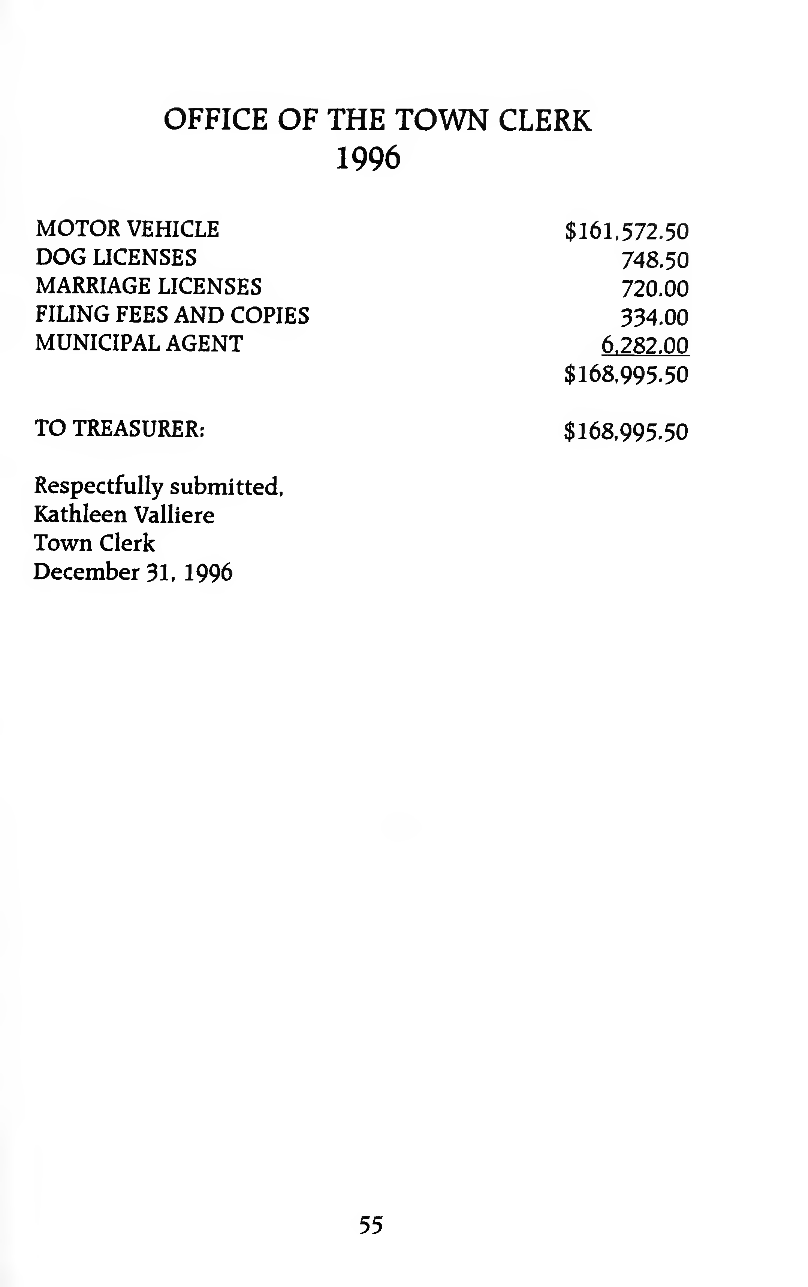 OFFICE OF THE TOWN CLERK
1996
MOTOR VEHICLE $161,572.50
DOG LICENSES 748.50
MARRIAGE LICENSES 720.00
FILING FEES AND COPIES 334.00
MUNICIPAL AGENT 6,282.00
$168,995.50
TO TREASURER: $168,995.50
Respectfully submitted,
Kathleen Valliere
Town Clerk
December 31, 1996
55